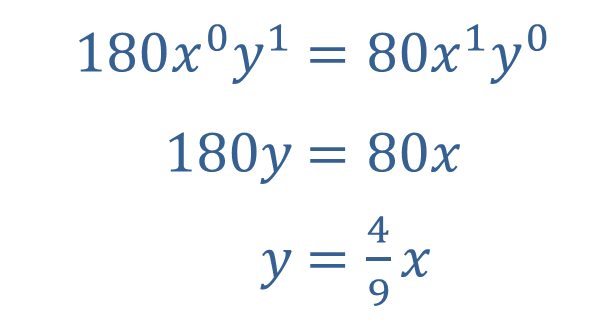 180x⁰y¹ = 80x¹y⁰
180y = 80x
y = 4/9 x